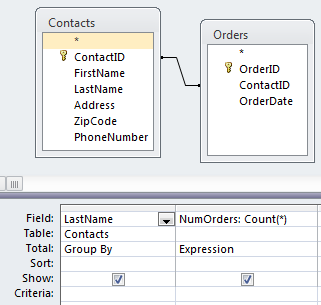 Contacts
*
ContactID
FirstName
LastName
Address
ZipCode
PhoneNumber
Orders
*
OrderID
ContactID
OrderDate
Field: LastName NumOrders: Count(*)
Table: Contacts
Total: Group By Expression
Sort:
Show:
Criteria: